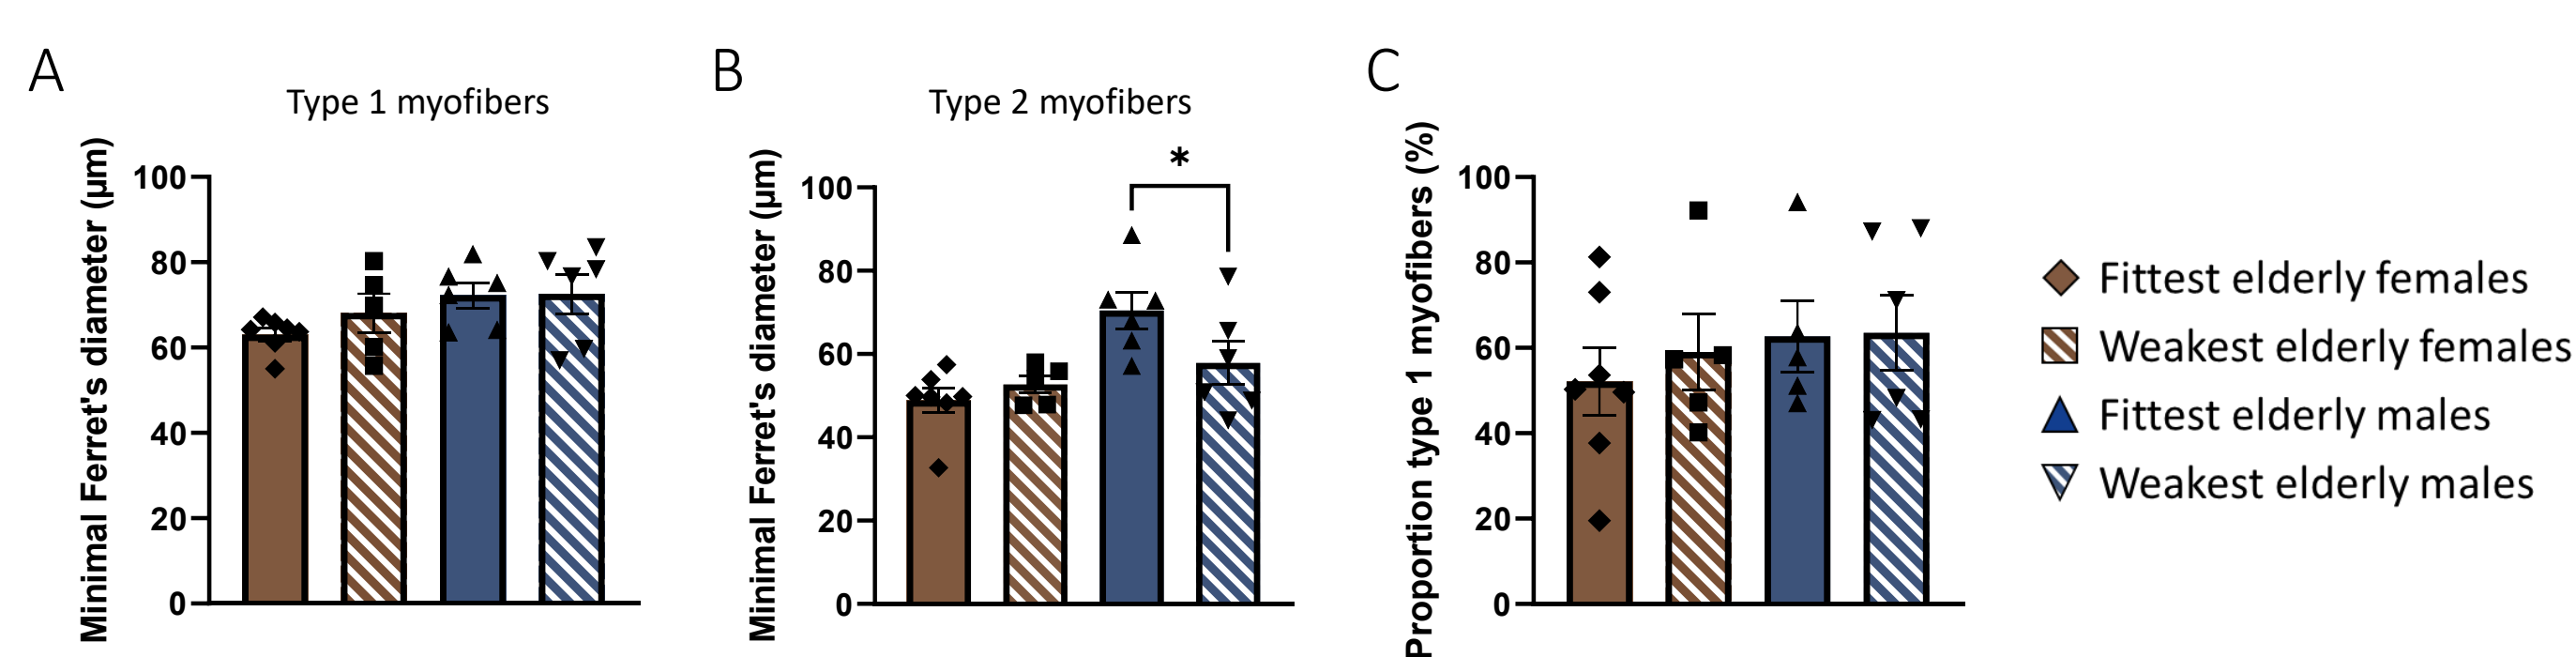 A
Type 1 myofibers
Minimal Ferret's diameter (µm)
100
80
60
40
20
0
B
Type 2 myofibers
Minimal Ferret's diameter (µm)
100
80
60
40
20
0
*
C
Proportion type 1 myofibers (%)
100
80
60
40
20
0
Fittest elderly females
Weakest elderly females
Fittest elderly males
Weakest elderly males